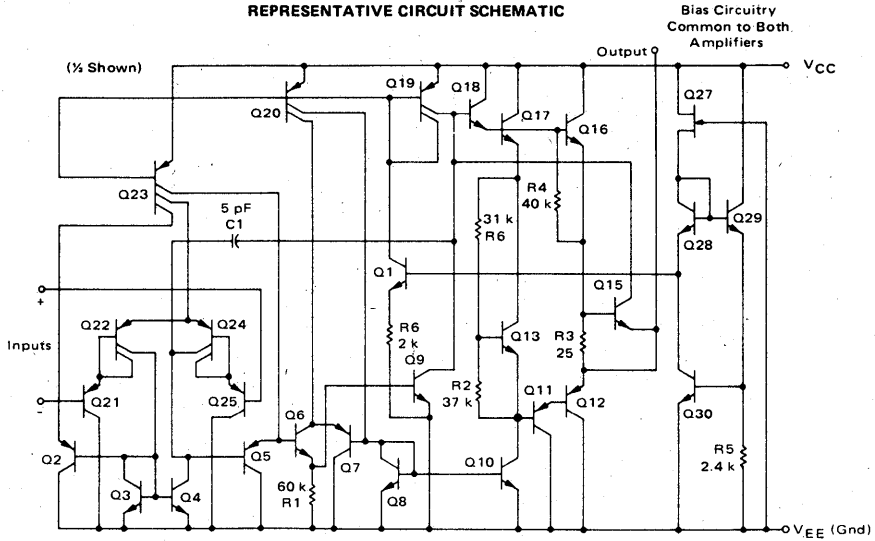 REPRESENTATIVE CIRCUIT SCHEMATIC
Bias Circuitry
Common to Both
Amplifiers
(½ Shown)
Output
VCC
Q20
Q19
Q18
Q17
Q16
Q27
Q23
5 pF
C1
R4
40 k
31 k
R6
Q28
Q29
Q1
Q15
+
Inputs
-
Q22
Q24
R6
2 k
Q13
R3
25
Q9
Q21
Q25
R2
37 k
Q11
Q12
Q30
Q6
Q2
Q5
Q7
Q10
R5
2.4 k
Q3
Q4
60 k
R1
Q8
VEE (Gnd)